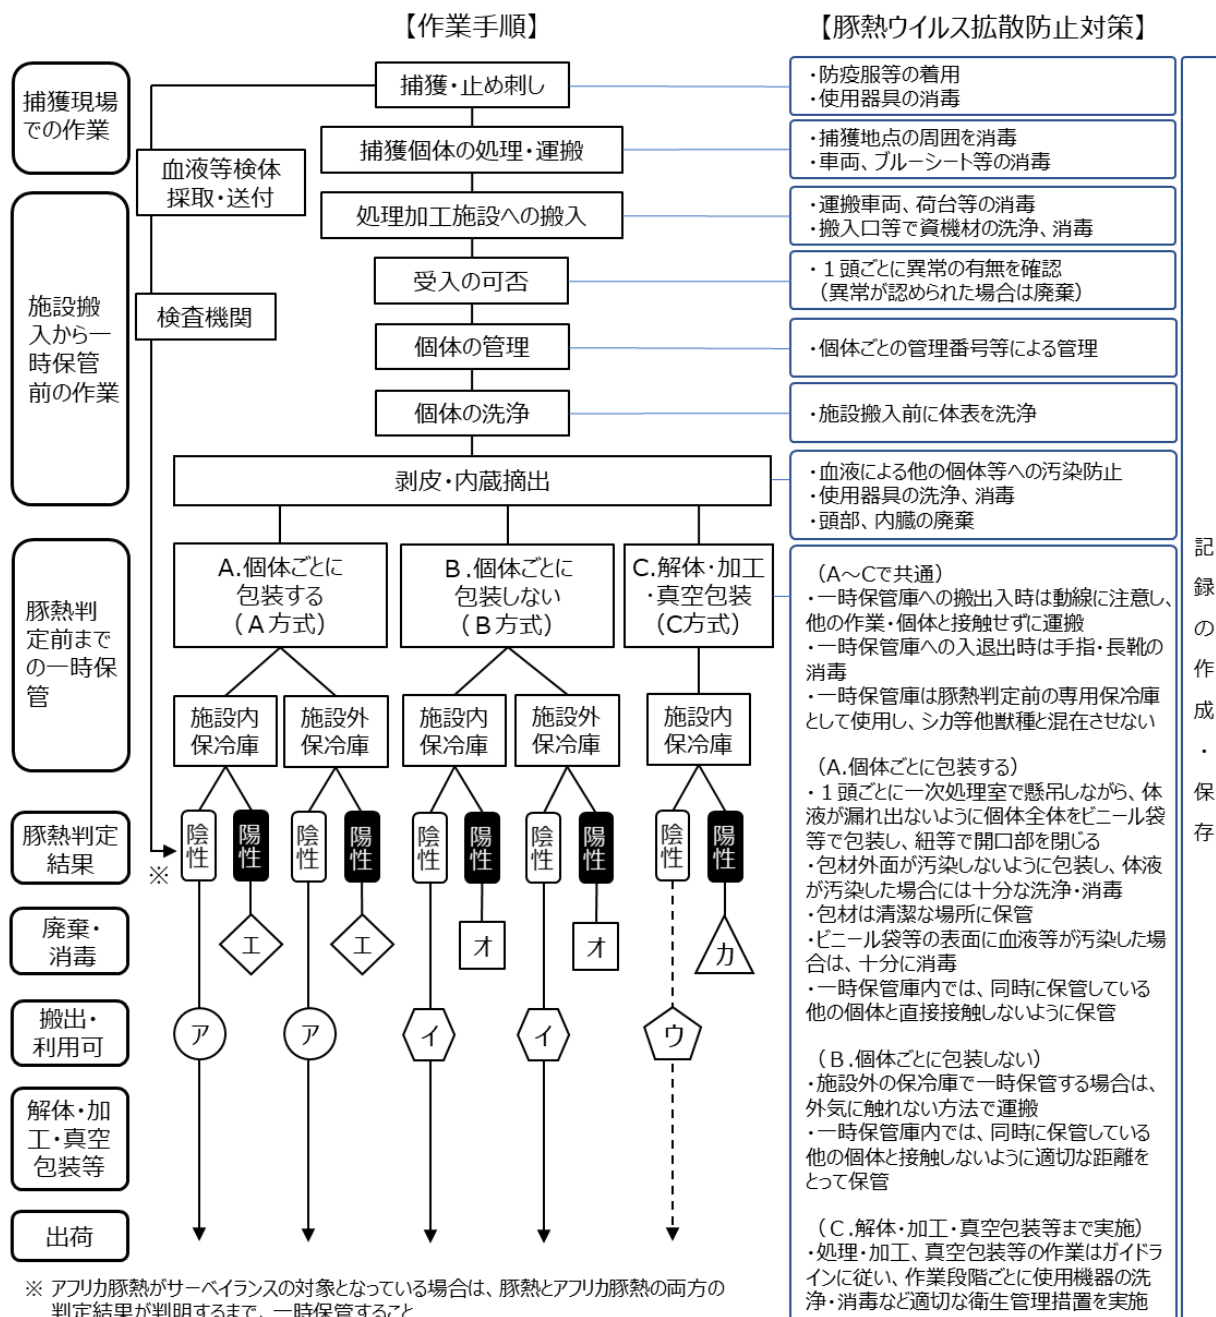 【作業手順】
【豚熱ウイルス拡散防止対策】
捕獲現場
での作業
捕獲・止め刺し
・防疫服等の着用
・使用器具の消毒
捕獲個体の処理・運搬
・捕獲地点の周囲を消毒
・車両、ブルーシート等の消毒
血液等検体
採取・送付
処理加工施設への搬入
・運搬車両、荷台等の消毒
・搬入口等で資機材の洗浄、消毒
施設搬
入から一
時保管
前の作業
受入の可否
・１頭ごとに異常の有無を確認
（異常が認められた場合は廃棄）
検査機関
個体の管理
・個体ごとの管理番号等による管理
個体の洗浄
・施設搬入前に体表を洗浄
剥皮・内蔵摘出
・血液による他の個体等への汚染防止
・使用器具の洗浄、消毒
・頭部、内臓の廃棄
豚熱判
定前まで
の一時保
管
A.個体ごとに
包装する
（A方式）
B.個体ごとに
包装しない
（B方式）
C.解体・加工
・真空包装
（C方式）
施設内
保冷庫
施設外
保冷庫
施設内
保冷庫
施設外
保冷庫
施設内
保冷庫
豚熱判定
結果
※
陰性
陽性
陰性
陽性
陰性
陽性
陰性
陽性
陰性
陽性
廃棄・
消毒
エ
エ
オ
オ
カ
搬出・
利用可
ア
ア
イ
イ
ウ
解体・加
工・真空
包装等
出荷
（A～Cで共通）
・一時保管庫への搬出入時は動線に注意し、
他の作業・個体と接触せずに運搬
・一時保管庫への入退出時は手指・長靴の
消毒
・一時保管庫は豚熱判定前の専用保冷庫
として使用し、シカ等他獣種と混在させない
（A.個体ごとに包装する）
・１頭ごとに一次処理室で懸吊しながら、体
液が漏れ出ないように個体全体をビニール袋
等で包装し、紐等で開口部を閉じる
・包材外面が汚染しないように包装し、体液
が汚染した場合には十分な洗浄・消毒
・包材は清潔な場所に保管
・ビニール袋等の表面に血液等が汚染した場
合は、十分に消毒
・一時保管庫内では、同時に保管している
他の個体と直接接触しないように保管
（B.個体ごとに包装しない）
・施設外の保冷庫で一時保管する場合は、
外気に触れない方法で運搬
・一時保管庫内では、同時に保管している
他の個体と接触しないように適切な距離を
とって保管
（C.解体・加工・真空包装等まで実施）
・処理・加工、真空包装等の作業はガイドラ
インに従い、作業段階ごとに使用機器の洗
浄・消毒など適切な衛生管理措置を実施
記録の作成・保存
※ アフリカ豚熱がサーベイランスの対象となっている場合は、豚熱とアフリカ豚熱の両方の
判定結果が判明するまで、一時保管すること